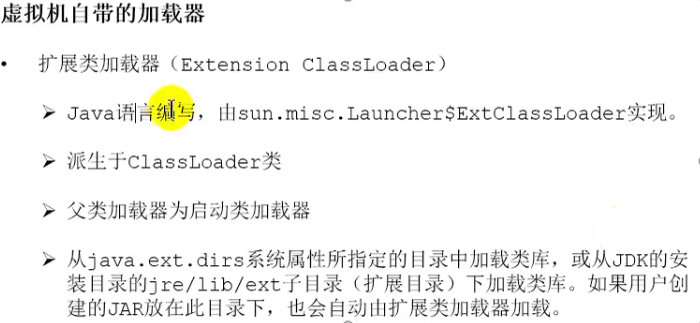 虚拟机自带的加载器
• 扩展类加载器（Extension ClassLoader）
➢ Java语言编写，由sun.misc.Launcher$ExtClassLoader实现。
➢ 派生于ClassLoader类
➢ 父类加载器为启动类加载器
➢ 从java.ext.dirs系统属性所指定的目录中加载类库，或从JDK的安
装目录的jre/lib/ext子目录（扩展目录）下加载类库。如果用户创
建的JAR放在此目录下，也会自动由扩展类加载器加载。